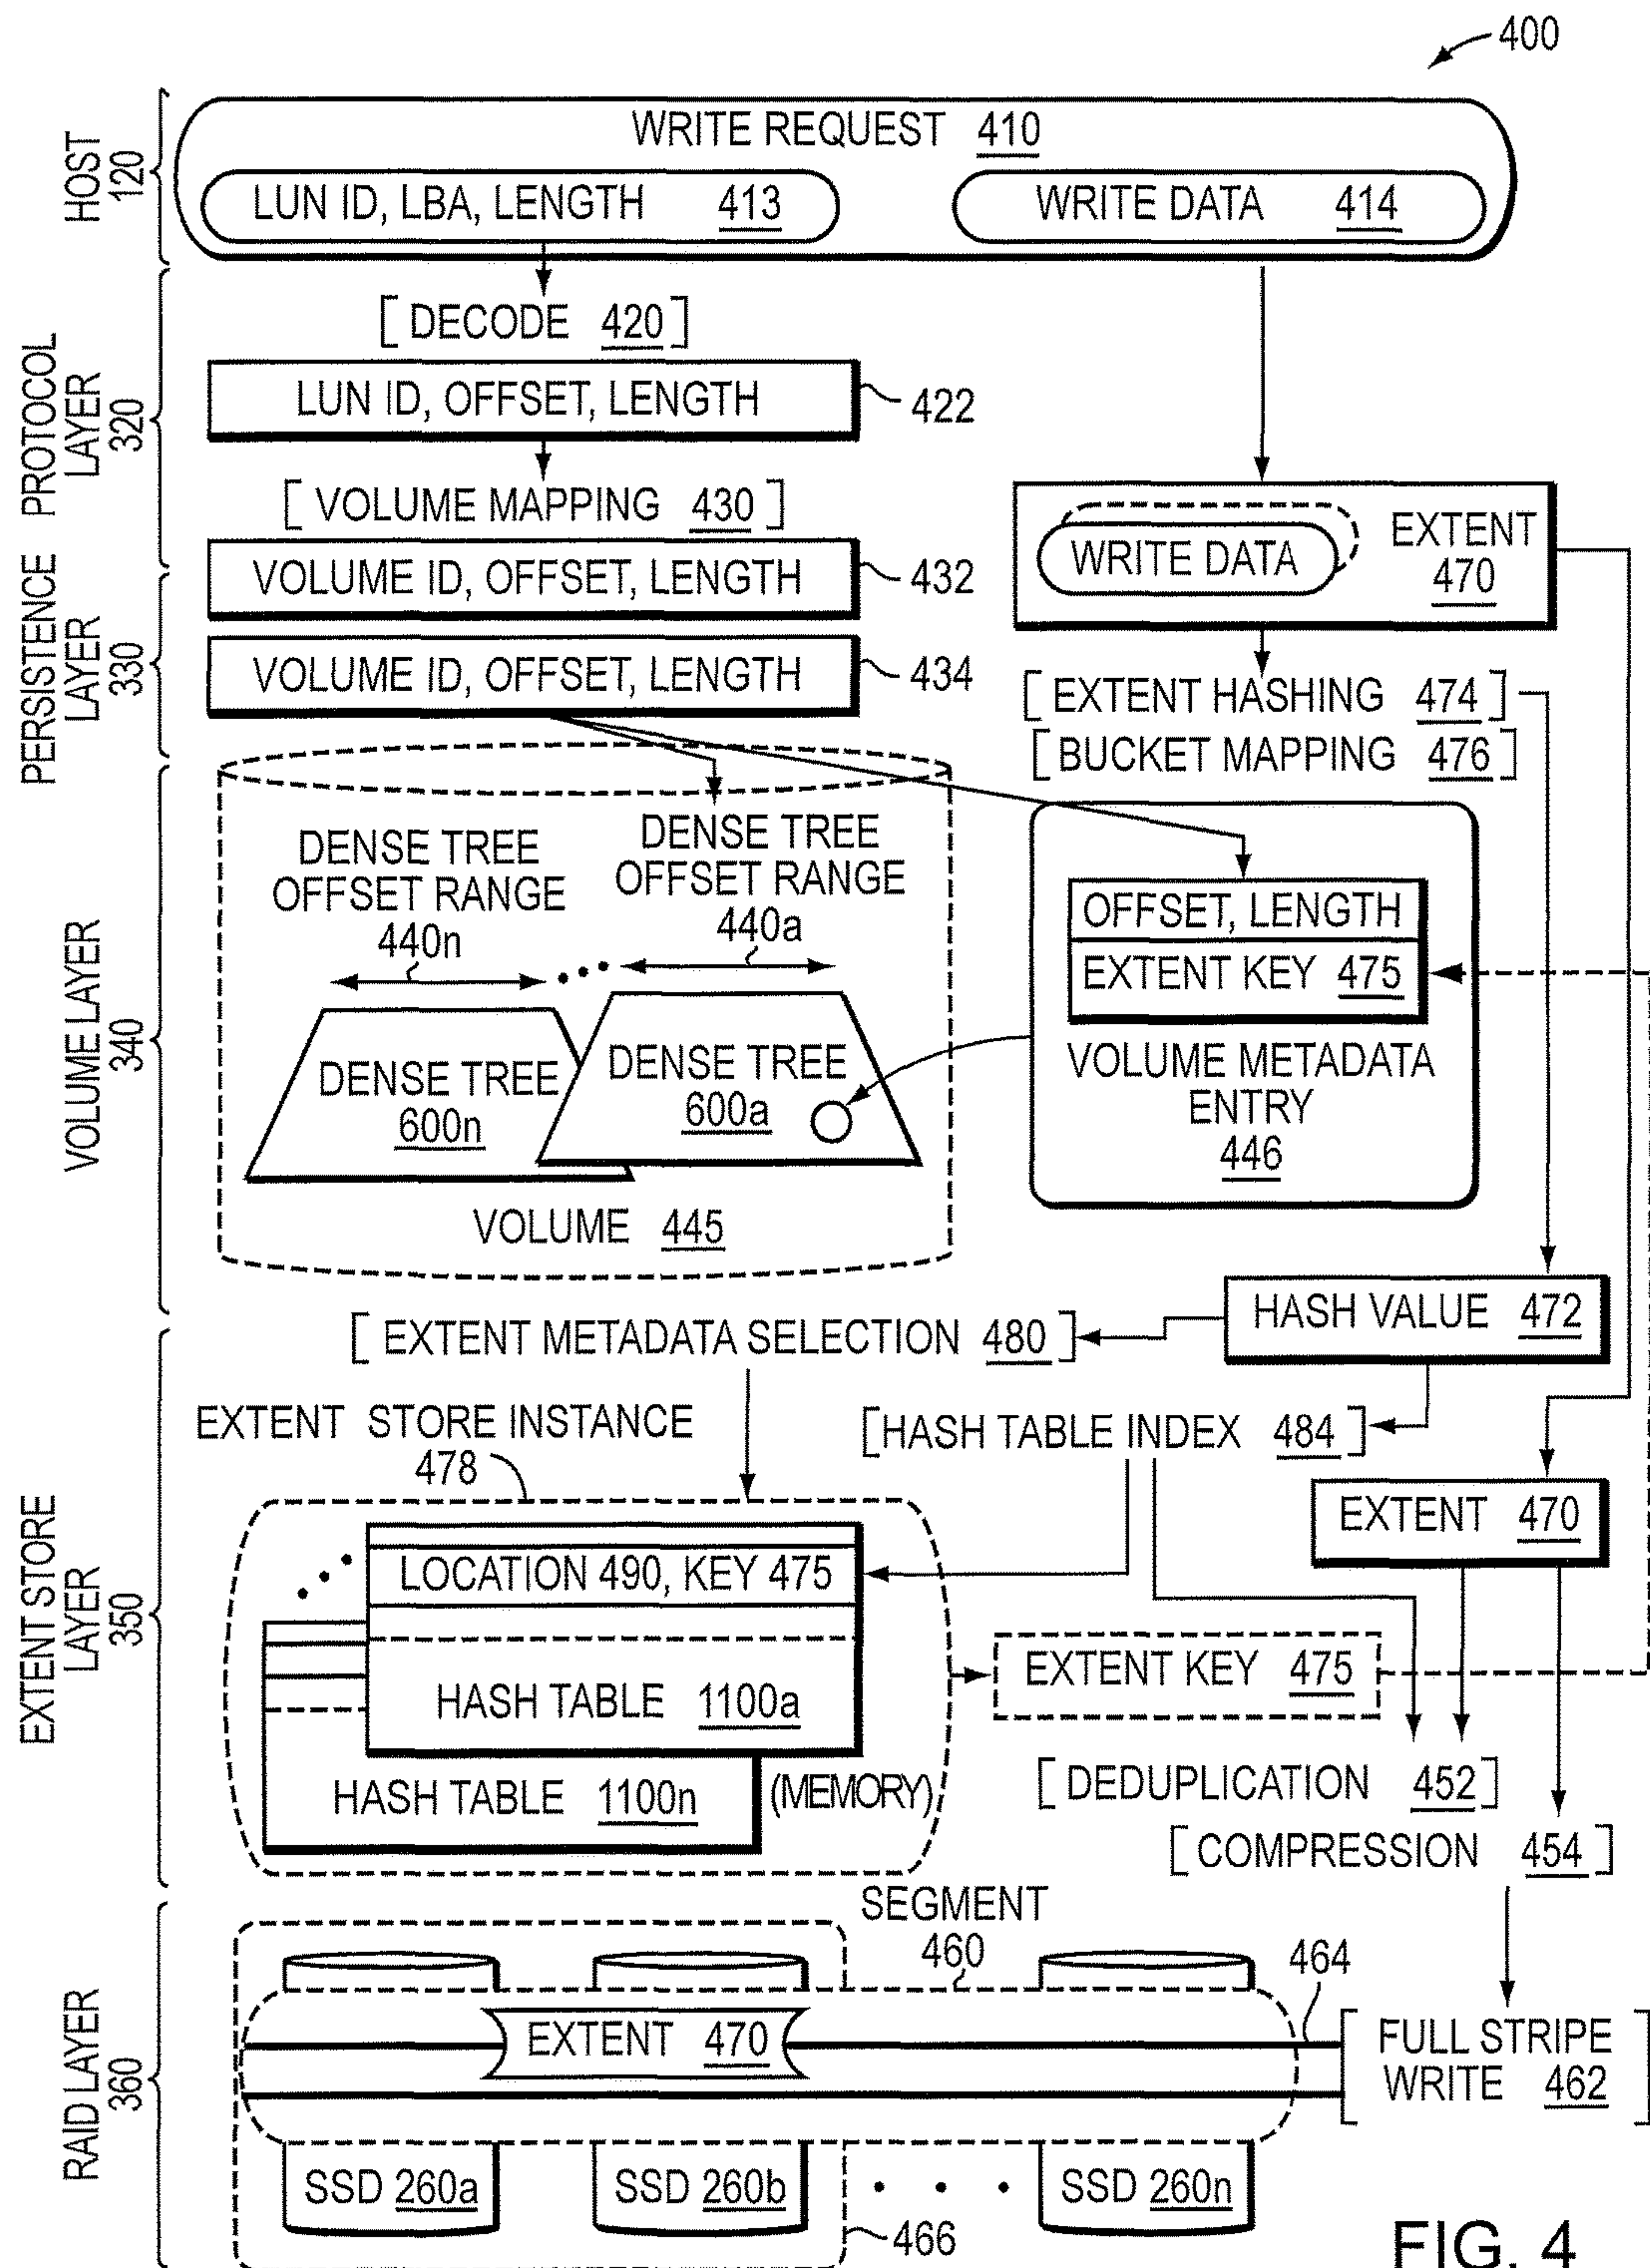 400
HOST
120
WRITE REQUEST 410
LUN ID, LBA, LENGTH 413
WRITE DATA 414
PROTOCOL
LAYER
320
[DECODE 420]
LUN ID, OFFSET, LENGTH
422
[VOLUME MAPPING 430]
WRITE DATA
EXTENT
470
PERSISTENCE
LAYER
330
VOLUME ID, OFFSET, LENGTH
432
VOLUME ID, OFFSET, LENGTH
434
[EXTENT HASHING 474]
[BUCKET MAPPING 476]
VOLUME LAYER
340
DENSE TREE
OFFSET RANGE
440n
DENSE TREE
OFFSET RANGE
440a
DENSE TREE
600n
DENSE TREE
600a
VOLUME 445
OFFSET, LENGTH
EXTENT KEY 475
VOLUME METADATA
ENTRY
446
HASH VALUE 472
EXTENT STORE
LAYER
350
[EXTENT METADATA SELECTION 480]
[HASH TABLE INDEX 484]
EXTENT STORE INSTANCE
478
EXTENT 470
LOCATION 490, KEY 475
HASH TABLE 1100a
HASH TABLE 1100n
(MEMORY)
EXTENT KEY 475
[DEDUPLICATION 452]
[COMPRESSION 454]
RAID LAYER
360
SEGMENT
460
464
EXTENT 470
[FULL STRIPE
WRITE 462]
SSD 260a
SSD 260b
SSD 260n
466
FIG. 4